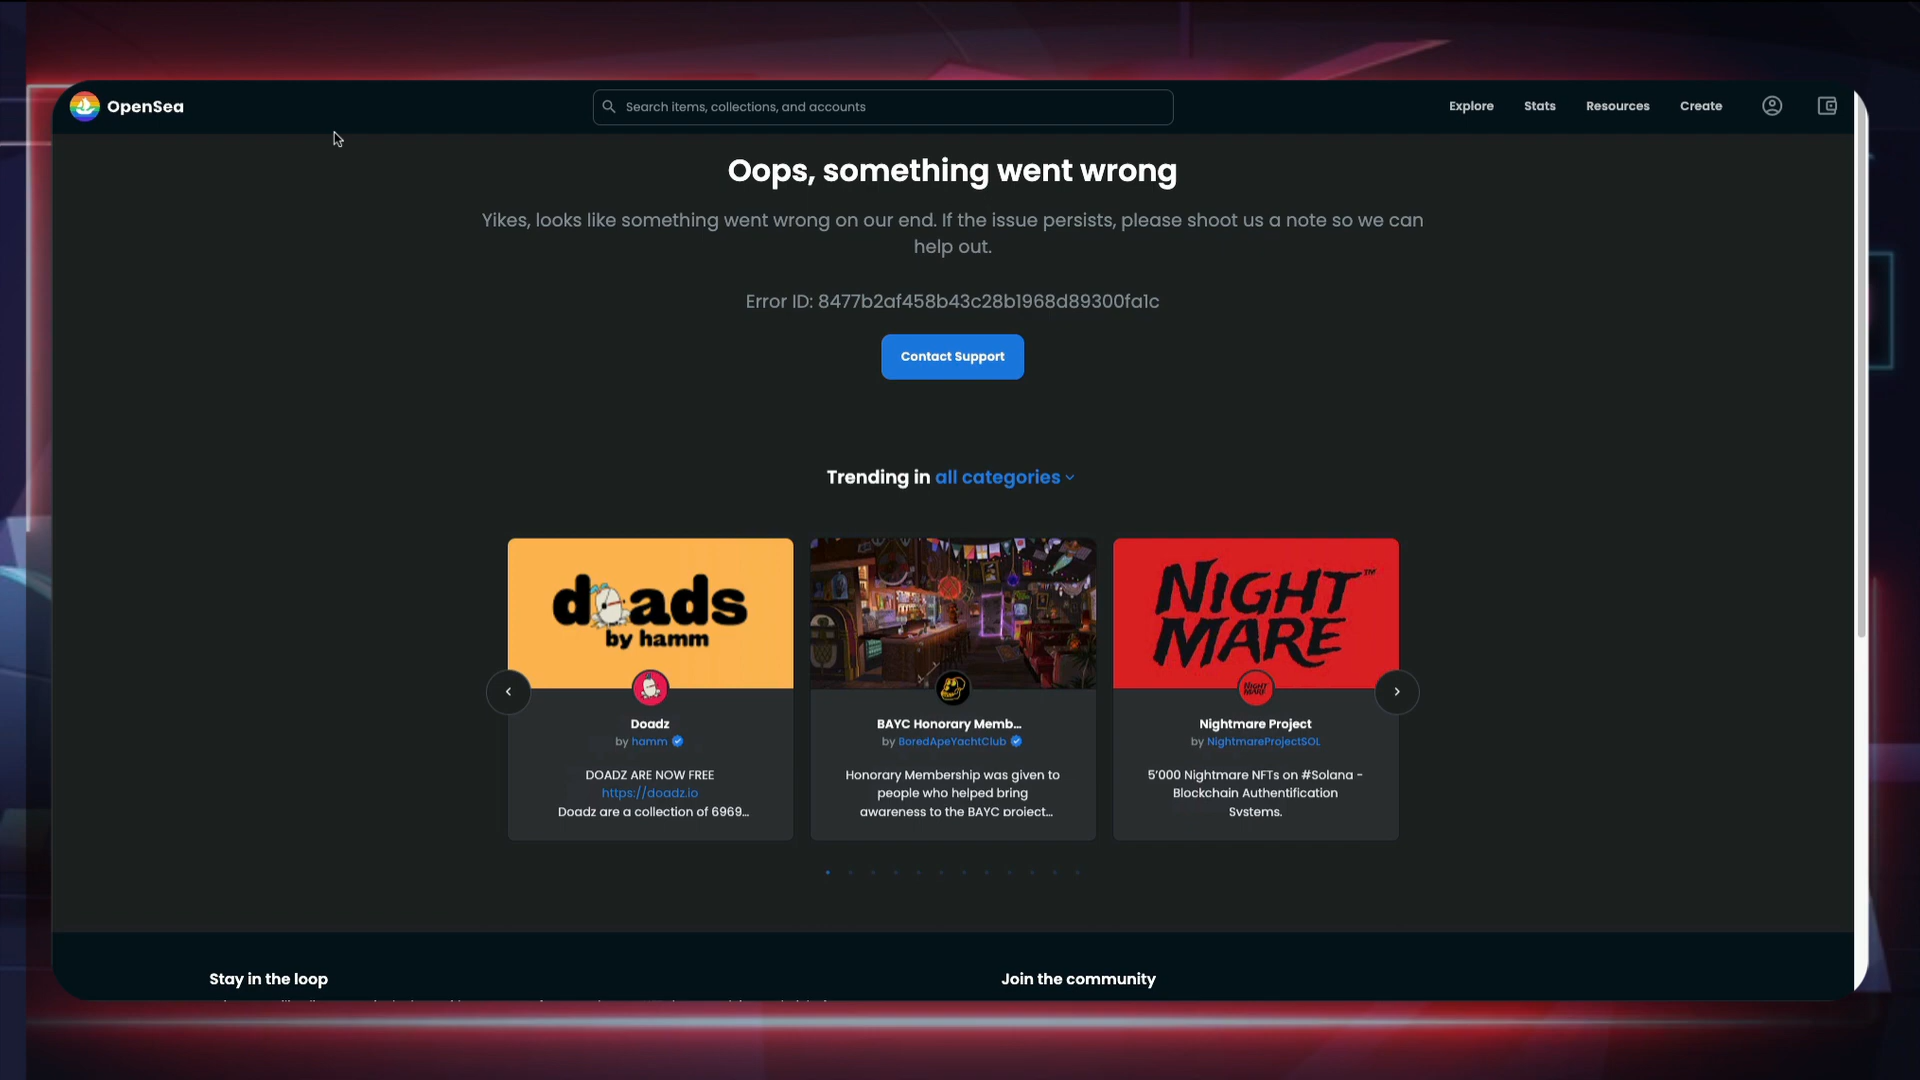 OpenSea
Search items, collections, and accounts
Explore
Stats
Resources
Create
Oops, something went wrong
Yikes, looks like something went wrong on our end. If the issue persists, please shoot us a note so we can
help out.
Error ID: 8477b2af458b43c28b1968d89300fa1c
Contact Support
Trending in all categories
doads
by hamm
Doadz
by hamm
DOADZ ARE NOW FREE
https://doadz.io
Doadz are a collection of 6969...
BAYC Honorary Memb...
by BoredApeYachtClub
Honorary Membership was given to
people who helped bring
awareness to the BAYC project...
NIGHT MARE™
NIGHT MARE
Nightmare Project
by NightmareProjectSOL
5'000 Nightmare NFTs on #Solana -
Blockchain Authentification
Systems.
Stay in the loop
Join the community